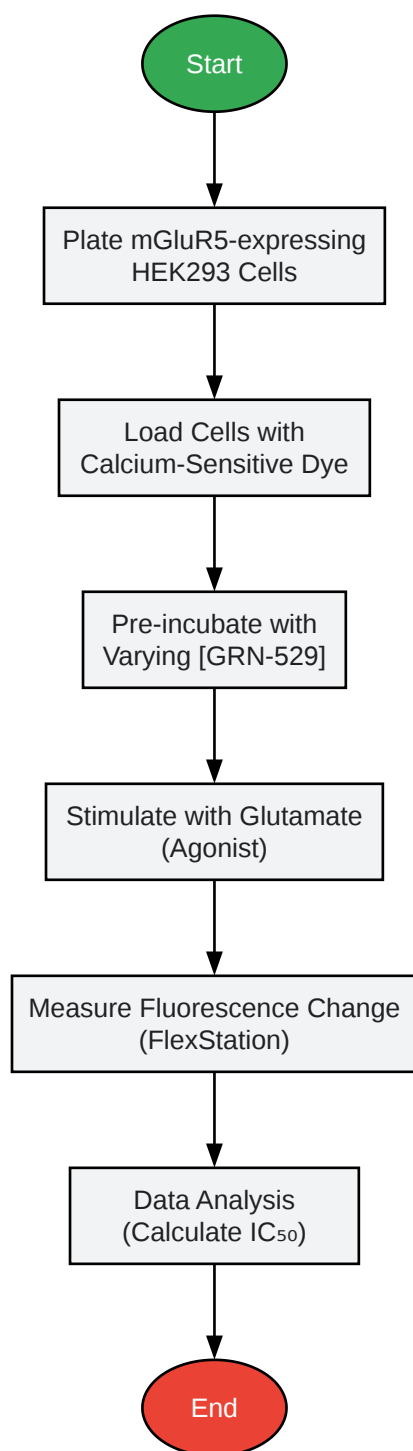 Start
Plate mGluR5-expressing
HEK293 Cells
Load Cells with
Calcium-Sensitive Dye
Pre-incubate with
Varying [GRN-529]
Stimulate with Glutamate
(Agonist)
Measure Fluorescence Change
(FlexStation)
Data Analysis
(Calculate IC₅₀)
End